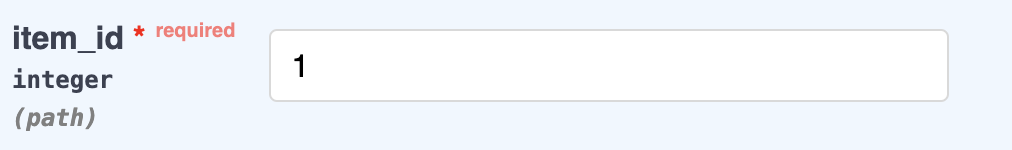 item_id * required
1
integer
(path)